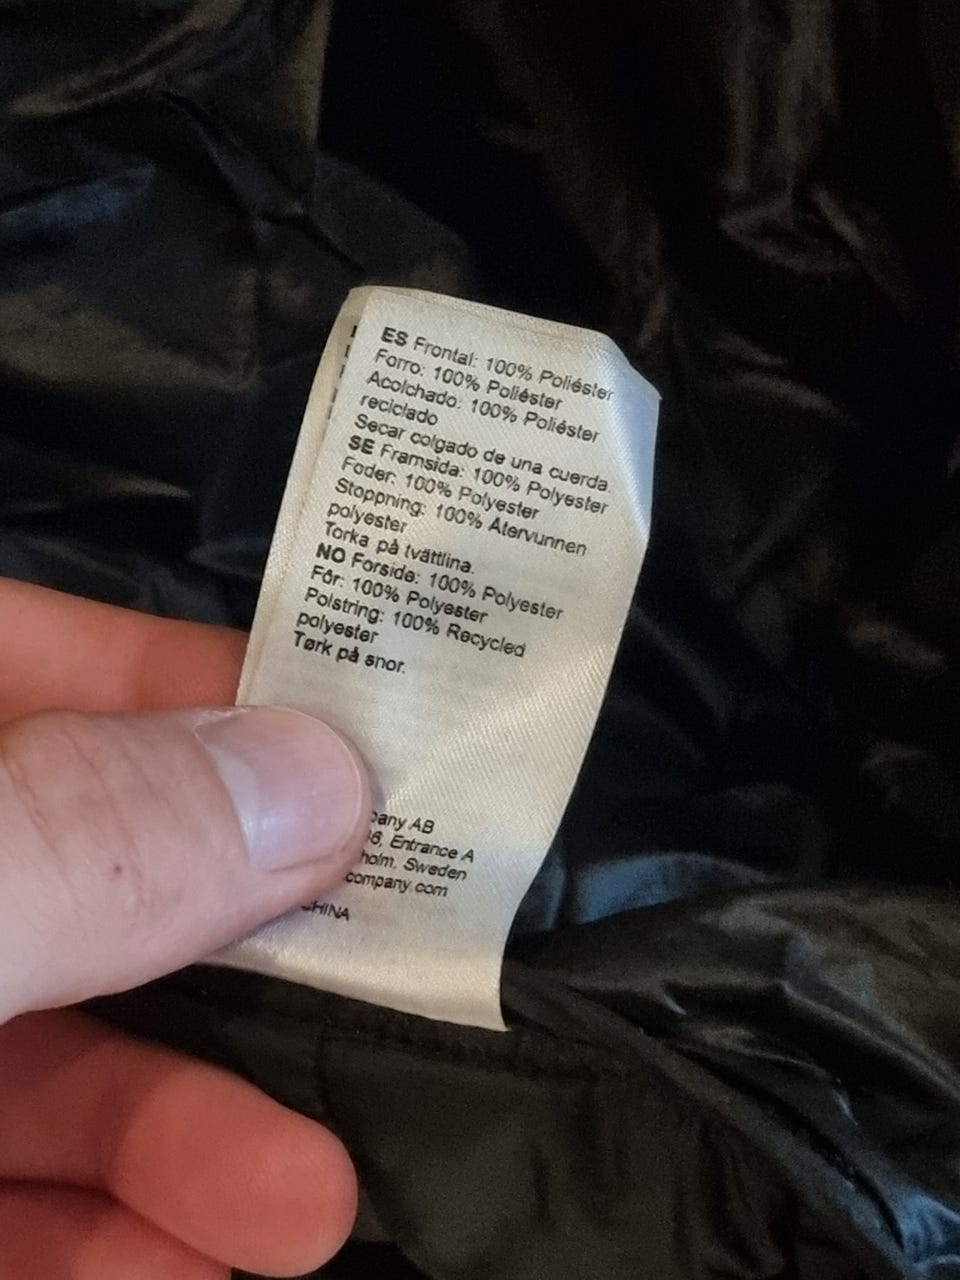 ES Frontal: 100% Poliéster
Forro: 100% Poliéster
Acolchado: 100% Poliéster
reciclado
Secar colgado de una cuerda.
SE Framsida: 100% Polyester
Foder: 100% Polyester
Stoppning: 100% Återvunnen
polyester
Torka på tvättlina.
NO Forside: 100% Polyester
Fôr: 100% Polyester
Polstring: 100% Recycled
polyester
Tørk på snor.
pany AB
6, Entrance A
holm, Sweden
company.com
CHINA